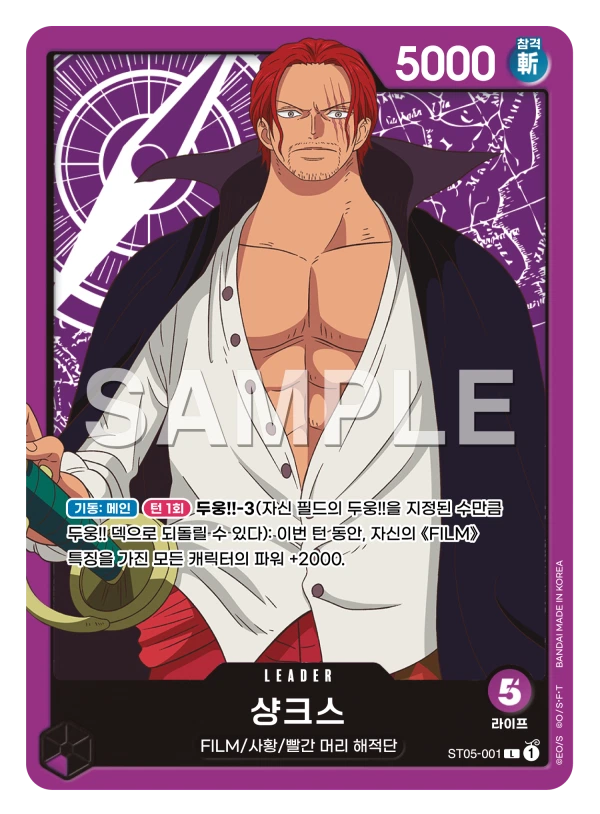 5000
참격
斬
SAMPLE
기동: 메인 턴 1회 두웅!!-3(자신 필드의 두웅!!을 지정된 수만큼
두웅!! 덱으로 되돌릴 수 있다): 이번 턴 동안, 자신의 《FILM》
특징을 가진 모든 캐릭터의 파워 +2000.
LEADER
샹크스
FILM/사황/빨간 머리 해적단
5
라이프
ST05-001 L 1
©EO/S ©O/S·F·T BANDAI MADE IN KOREA